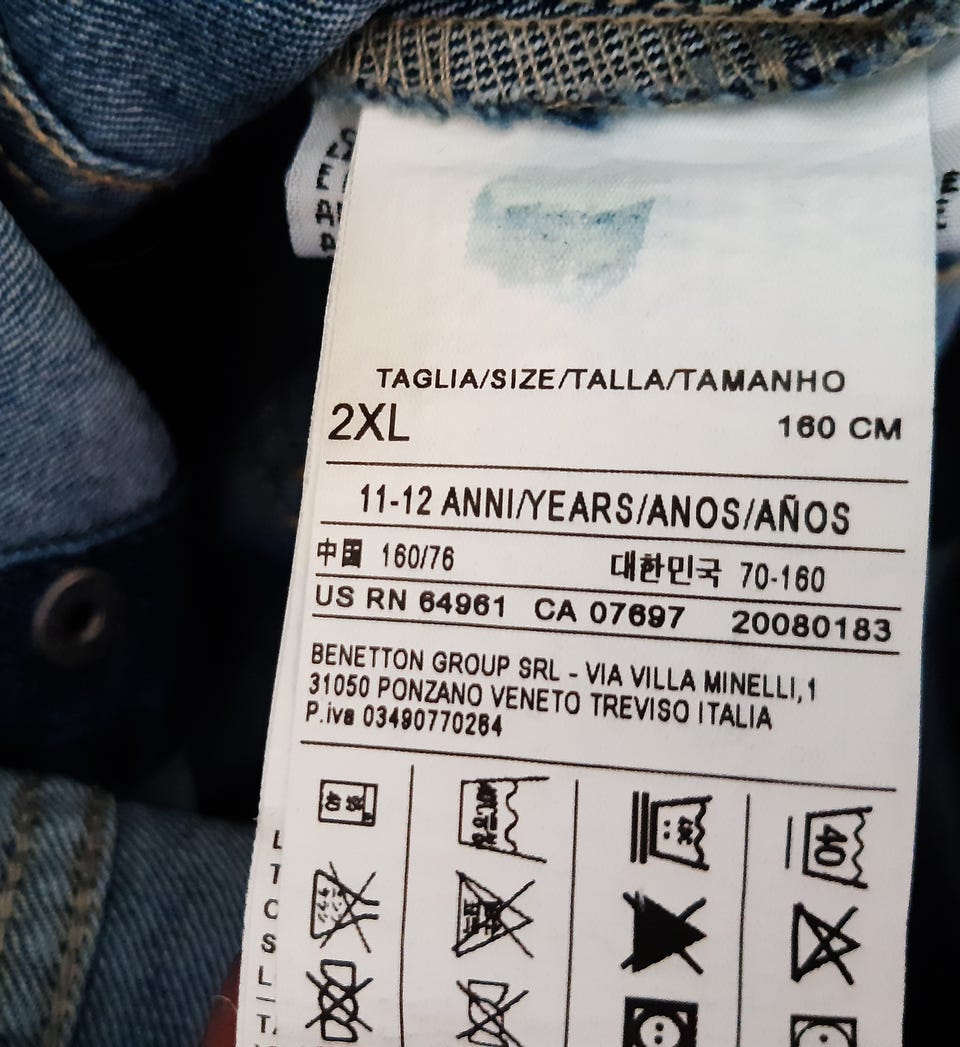 TAGLIA/SIZE/TALLA/TAMANHO
2XL 160 CM
11-12 ANNI/YEARS/ANOS/AÑOS
中国 160/76 대한민국 70-160
US RN 64961 CA 07697 20080183
BENETTON GROUP SRL - VIA VILLA MINELLI,1
31050 PONZANO VENETO TREVISO ITALIA
P.iva 03490770264
40
L
T
C
S
L
T